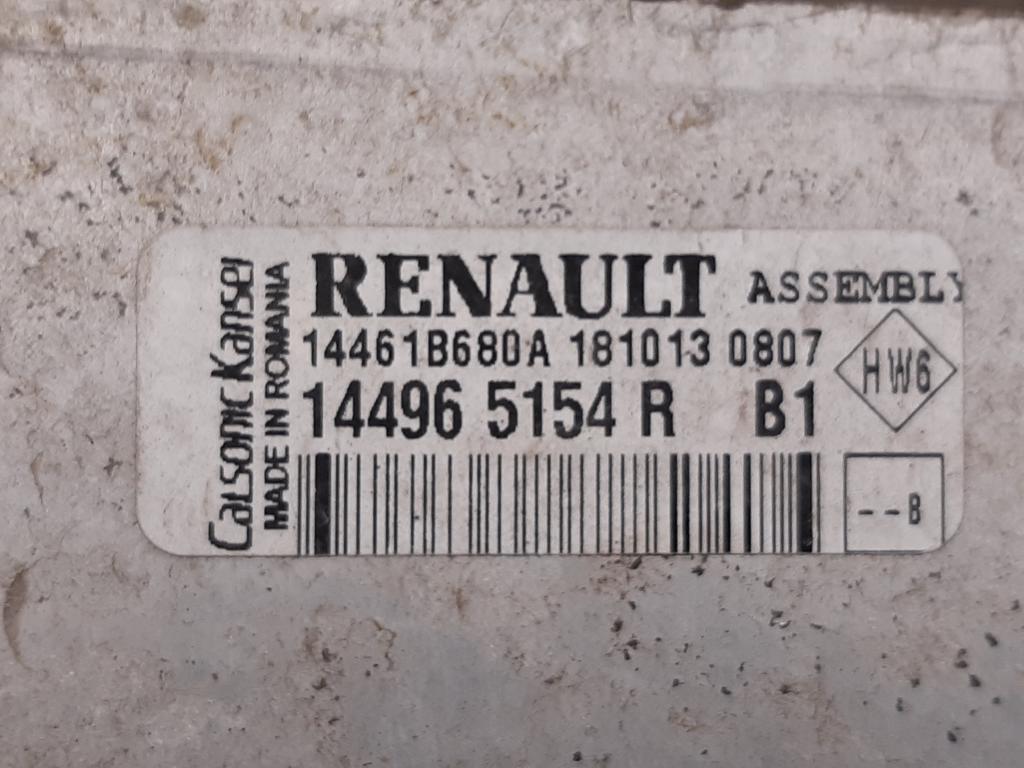 Calsonic Kansei
MADE IN ROMANIA
RENAULT ASSEMBLY
14461B680A 181013 0807
HW6
14496 5154 R B1
--B